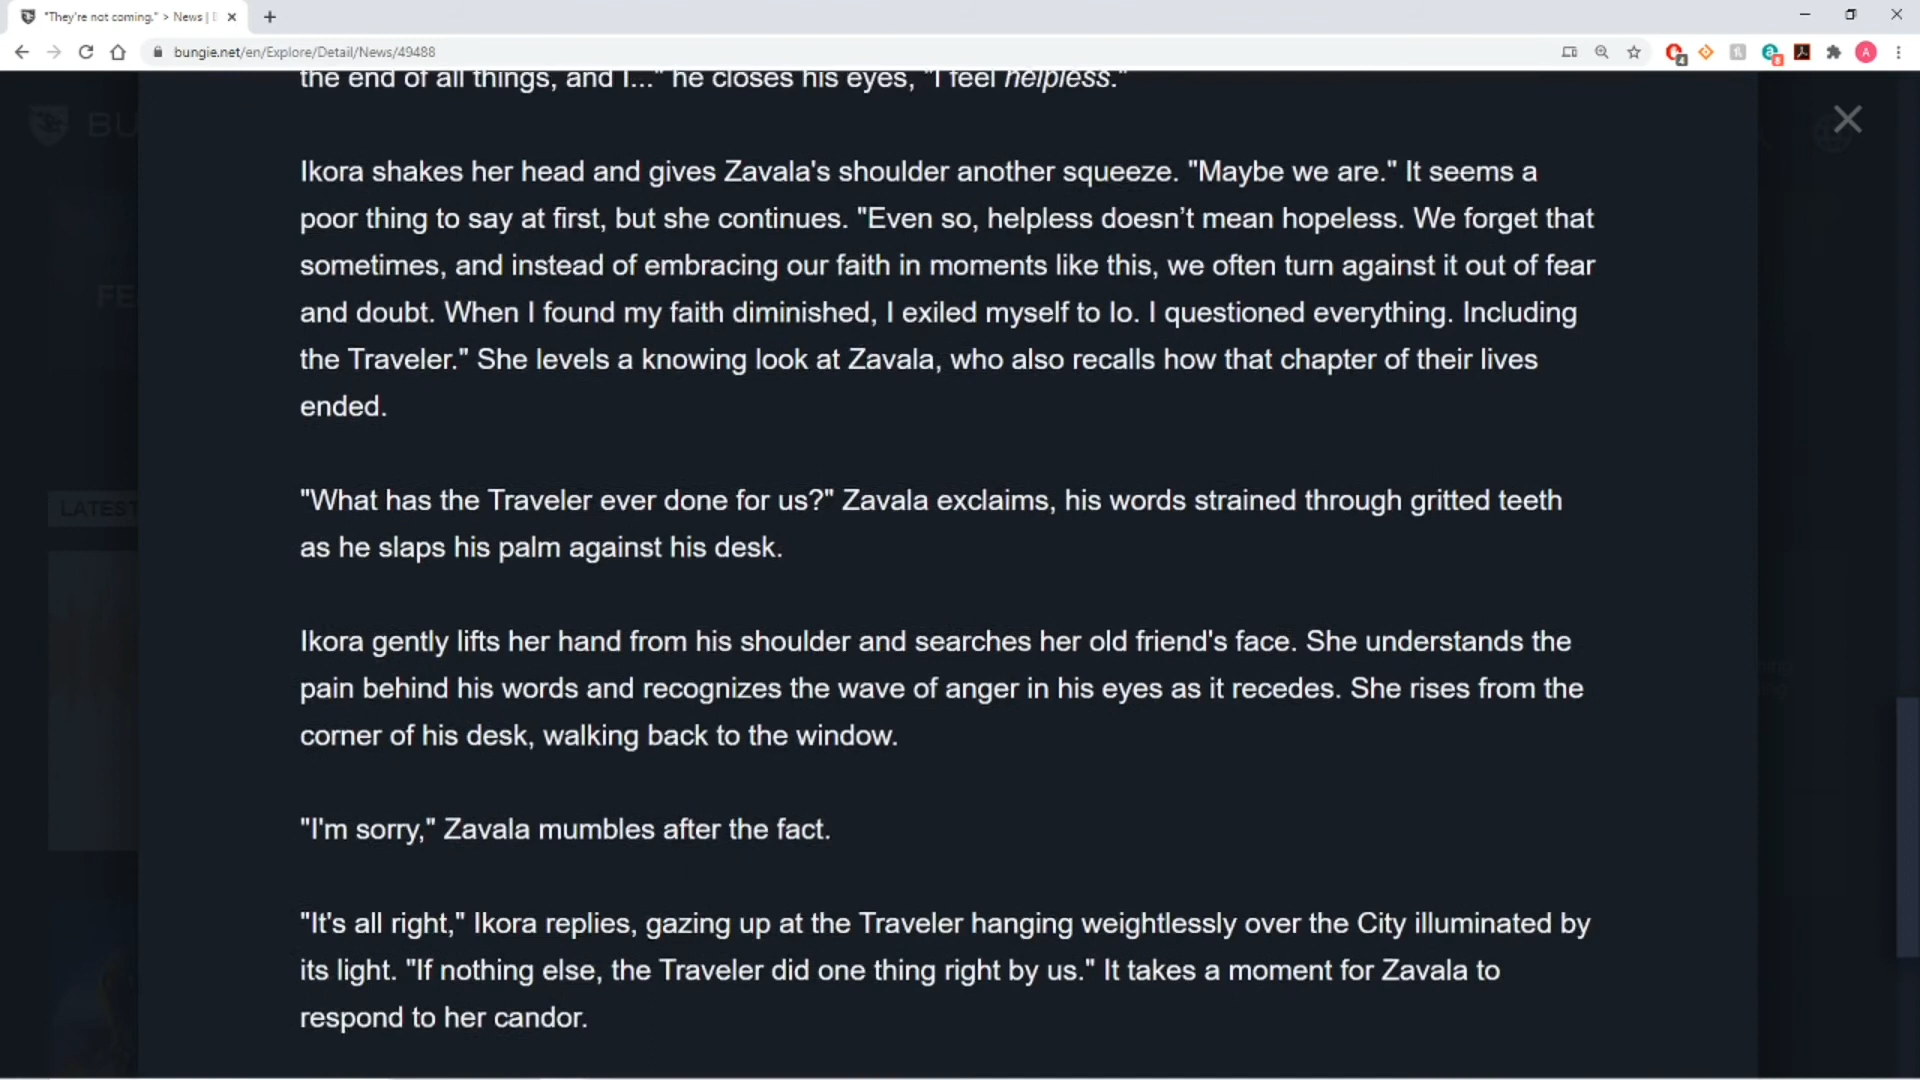 "They're not coming." > News |
bungie.net/en/Explore/Detail/News/49488
the end of all things, and I..." he closes his eyes, "I feel helpless."
BU
Ikora shakes her head and gives Zavala's shoulder another squeeze. "Maybe we are." It seems a
poor thing to say at first, but she continues. "Even so, helpless doesn’t mean hopeless. We forget that
sometimes, and instead of embracing our faith in moments like this, we often turn against it out of fear
FE
and doubt. When I found my faith diminished, I exiled myself to Io. I questioned everything. Including
the Traveler." She levels a knowing look at Zavala, who also recalls how that chapter of their lives
ended.
"What has the Traveler ever done for us?" Zavala exclaims, his words strained through gritted teeth
LATEST
as he slaps his palm against his desk.
Ikora gently lifts her hand from his shoulder and searches her old friend's face. She understands the
pain behind his words and recognizes the wave of anger in his eyes as it recedes. She rises from the
corner of his desk, walking back to the window.
"I'm sorry," Zavala mumbles after the fact.
"It's all right," Ikora replies, gazing up at the Traveler hanging weightlessly over the City illuminated by
its light. "If nothing else, the Traveler did one thing right by us." It takes a moment for Zavala to
respond to her candor.